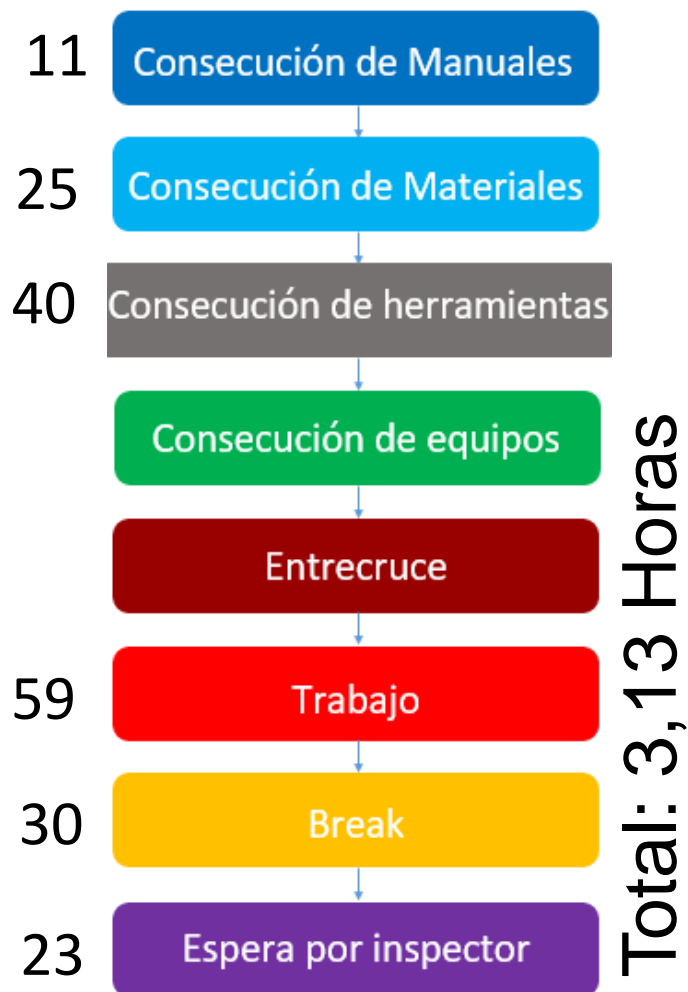 11
Consecución de Manuales
25
Consecución de Materiales
40
Consecución de herramientas
Consecución de equipos
Entrecruce
59
Trabajo
30
Break
23
Espera por inspector
Total: 3,13 Horas